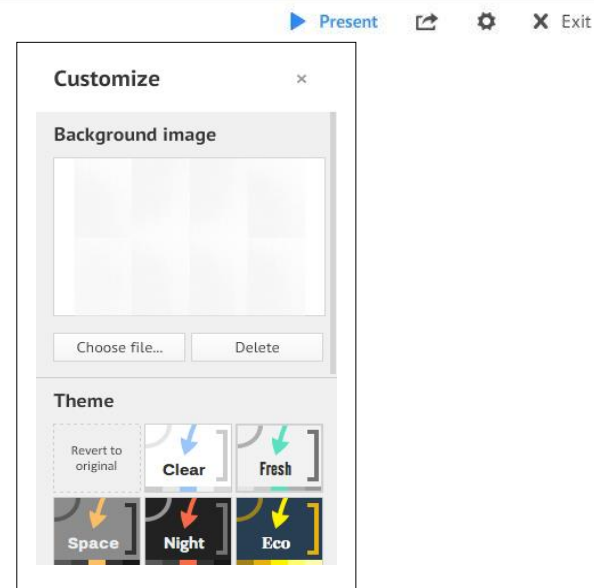 Present
Exit
Customize ×
Background image
Choose file... Delete
Theme
Revert to
original
Clear
Fresh
Space
Night
Eco